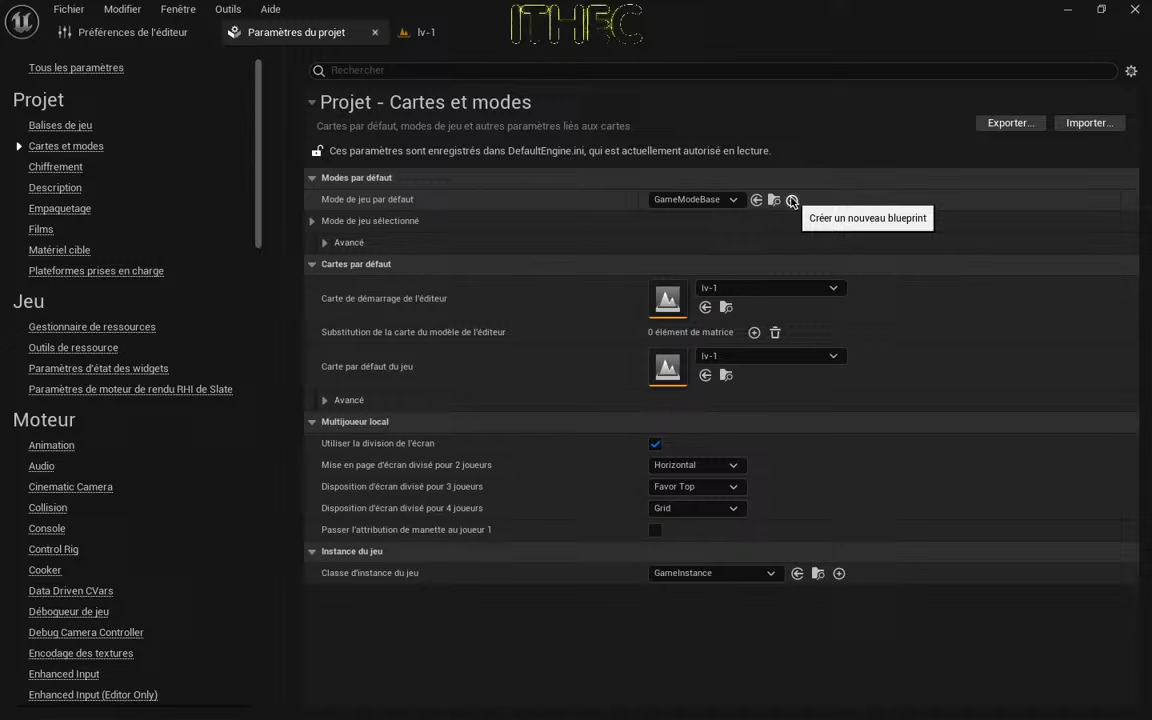 Fichier Modifier Fenêtre Outils Aide
ITHEC
Préférences de l'éditeur Paramètres du projet lv-1
Tous les paramètres
Rechercher
Projet
Balises de jeu
Cartes et modes
Chiffrement
Description
Empaquetage
Films
Matériel cible
Plateformes prises en charge
Jeu
Gestionnaire de ressources
Outils de ressource
Paramètres d'état des widgets
Paramètres de moteur de rendu RHI de Slate
Moteur
Animation
Audio
Cinematic Camera
Collision
Console
Control Rig
Cooker
Data Driven CVars
Débogueur de jeu
Debug Camera Controller
Encodage des textures
Enhanced Input
Enhanced Input (Editor Only)
Projet - Cartes et modes
Cartes par défaut, modes de jeu et autres paramètres liés aux cartes
Exporter... Importer...
Ces paramètres sont enregistrés dans DefaultEngine.ini, qui est actuellement autorisé en lecture.
Modes par défaut
Mode de jeu par défaut GameModeBase
Créer un nouveau blueprint
Mode de jeu sélectionné
Avancé
Cartes par défaut
Carte de démarrage de l'éditeur lv-1
Substitution de la carte du modèle de l'éditeur 0 élément de matrice
Carte par défaut du jeu lv-1
Avancé
Multijoueur local
Utiliser la division de l'écran
Mise en page d'écran divisé pour 2 joueurs Horizontal
Disposition d'écran divisé pour 3 joueurs Favor Top
Disposition d'écran divisé pour 4 joueurs Grid
Passer l'attribution de manette au joueur 1
Instance du jeu
Classe d'instance du jeu GameInstance